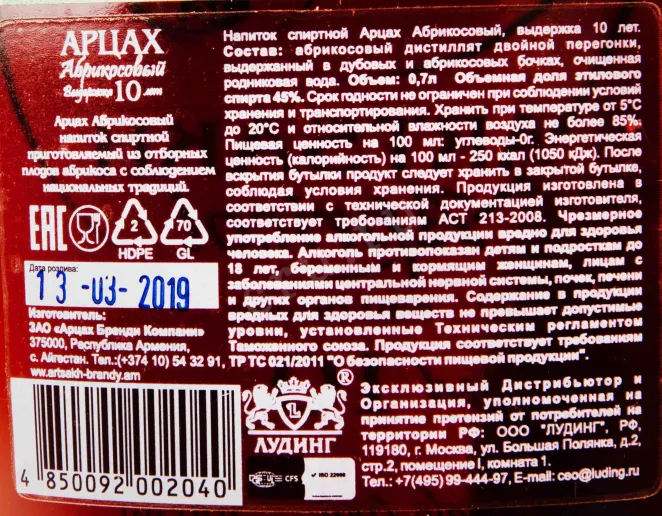 АРЦАХ
Абрикосовый
Выдержка 10 лет
Арцах Абрикосовый
напиток спиртной
приготовляемый из отборных
плодов абрикоса с соблюдением
национальных традиций.
EAC
2
HDPE
70
GL
Дата розлива:
13 -03- 2019
Изготовитель:
ЗАО «Арцах Бренди Компани»
375000, Республика Армения,
с. Айгестан. Тел.:(+374 10) 54 32 91,
www.artsakh-brandy.am
Напиток спиртной Арцах Абрикосовый, выдержка 10 лет.
Состав: абрикосовый дистиллят двойной перегонки,
выдержанный в дубовых и абрикосовых бочках, очищенная
родниковая вода. Объем: 0,7л Объемная доля этилового
спирта 45%. Срок годности не ограничен при соблюдении условий
хранения и транспортирования. Хранить при температуре от 5°C
до 20°C и относительной влажности воздуха не более 85%.
Пищевая ценность на 100 мл: углеводы-0г. Энергетическая
ценность (калорийность) на 100 мл - 250 ккал (1050 кДж). После
вскрытия бутылки продукт следует хранить в закрытой бутылке,
соблюдая условия хранения. Продукция изготовлена в
соответствии с технической документацией изготовителя,
соответствует требованиям АСТ 213-2008. Чрезмерное
употребление алкогольной продукции вредно для здоровья
человека. Алкоголь противопоказан детям и подросткам до
18 лет, беременным и кормящим женщинам, лицам с
заболеваниями центральной нервной системы, почек, печени
и других органов пищеварения. Содержание в продукции
вредных для здоровья веществ не превышает допустимые
уровни, установленные Техническим регламентом
Таможенного союза. Продукция соответствует требованиям
ТР ТС 021/2011 "О безопасности пищевой продукции".
4 850092 002040
ЛУДИНГ
®
CFS
ISO 22000
Эксклюзивный Дистрибьютор и
Организация, уполномоченная на
принятие претензий от потребителей на
территории РФ: ООО "ЛУДИНГ", РФ,
119180, г. Москва, ул. Большая Полянка, д.2,
стр.2, помещение I, комната 1.
Тел.: +7(495) 99-444-97, E-mail: ceo@luding.ru